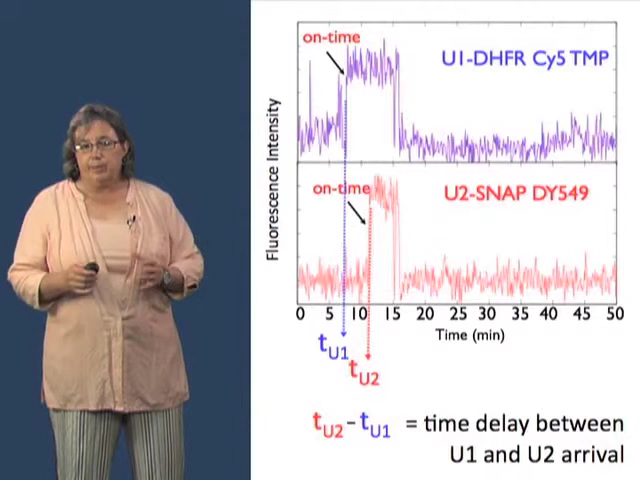 on-time
U1-DHFR Cy5 TMP
Fluorescence Intensity
on-time
U2-SNAP DY549
0 5 10 15 20 25 30 35 40 45 50
Time (min)
tU1
tU2
tU2 - tU1 = time delay between
U1 and U2 arrival